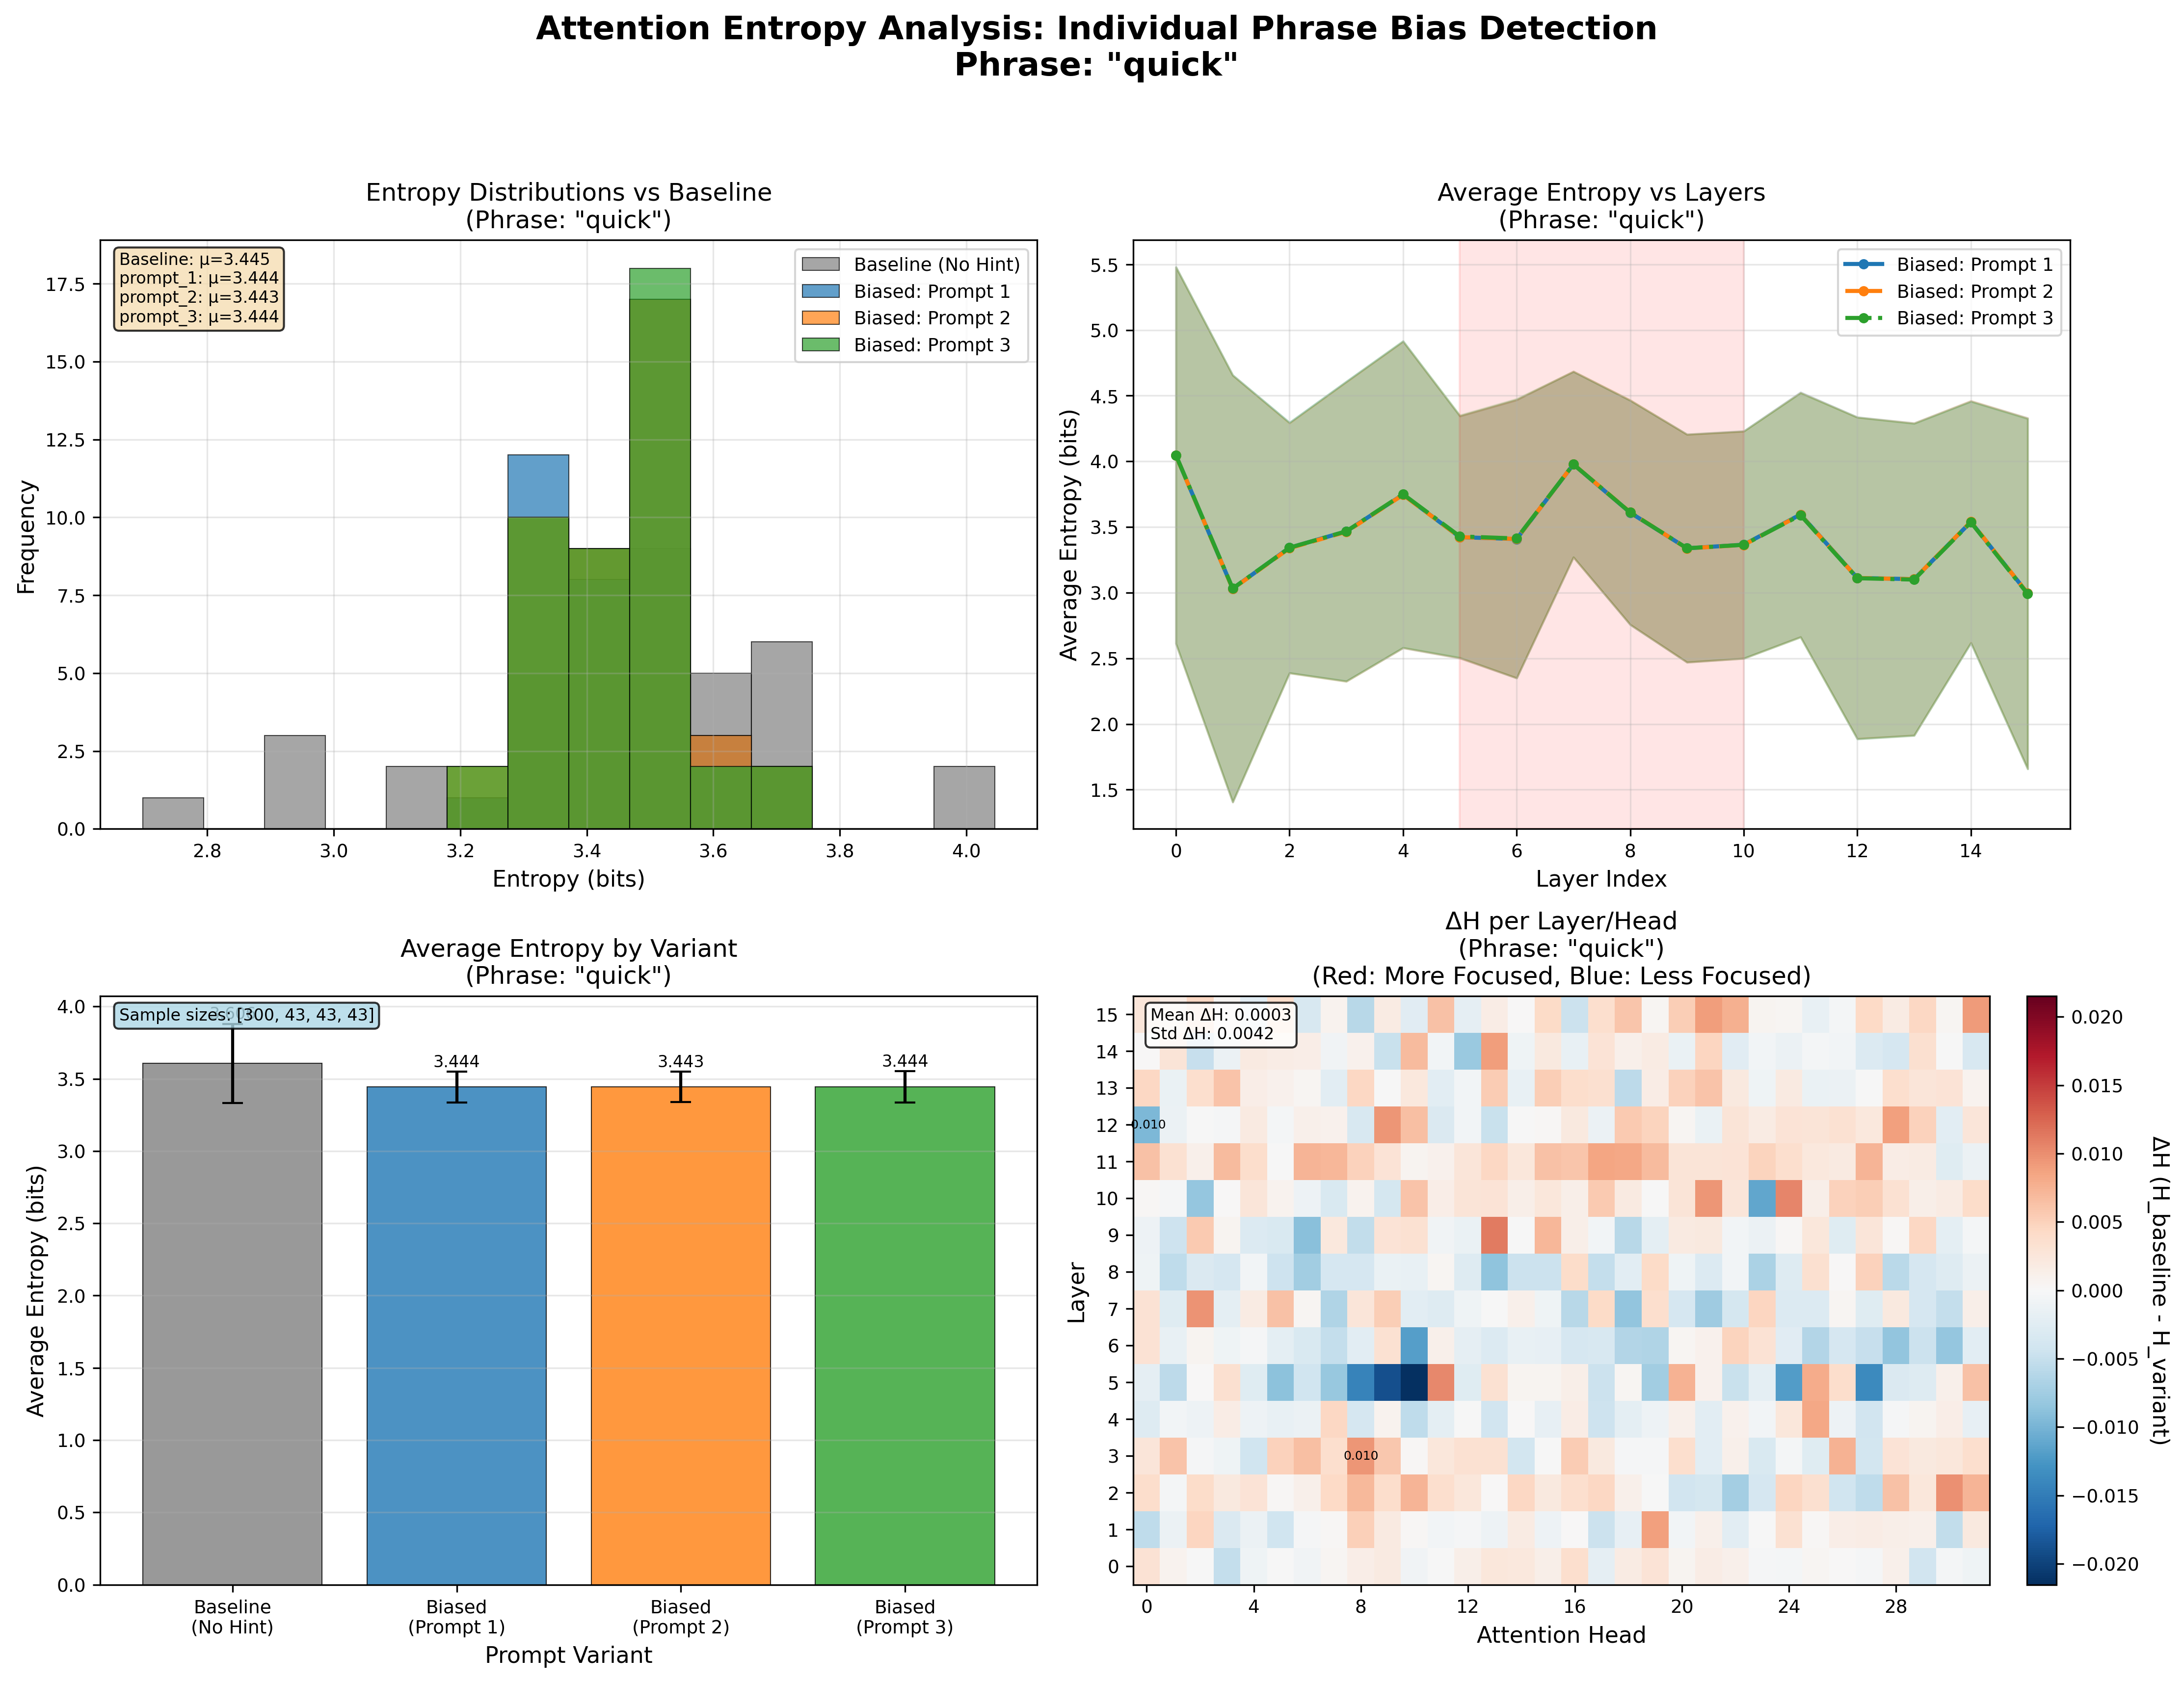 Attention Entropy Analysis: Individual Phrase Bias Detection
Phrase: "quick"
Entropy Distributions vs Baseline
(Phrase: "quick")
Baseline: μ=3.445
prompt_1: μ=3.444
prompt_2: μ=3.443
prompt_3: μ=3.444
Baseline (No Hint)
Biased: Prompt 1
Biased: Prompt 2
Biased: Prompt 3
Frequency
17.5
15.0
12.5
10.0
7.5
5.0
2.5
0.0
2.8 3.0 3.2 3.4 3.6 3.8 4.0
Entropy (bits)
Average Entropy vs Layers
(Phrase: "quick")
Biased: Prompt 1
Biased: Prompt 2
Biased: Prompt 3
Average Entropy (bits)
5.5
5.0
4.5
4.0
3.5
3.0
2.5
2.0
1.5
0 2 4 6 8 10 12 14
Layer Index
Average Entropy by Variant
(Phrase: "quick")
Sample sizes: [300, 43, 43, 43]
3.444 3.443 3.444
Average Entropy (bits)
4.0
3.5
3.0
2.5
2.0
1.5
1.0
0.5
0.0
Baseline
(No Hint)
Biased
(Prompt 1)
Biased
(Prompt 2)
Biased
(Prompt 3)
Prompt Variant
ΔH per Layer/Head
(Phrase: "quick")
(Red: More Focused, Blue: Less Focused)
Mean ΔH: 0.0003
Std ΔH: 0.0042
Layer
15
14
13
12
11
10
9
8
7
6
5
4
3
2
1
0
0.010
0.010
0 4 8 12 16 20 24 28
Attention Head
0.020
0.015
0.010
0.005
0.000
−0.005
−0.010
−0.015
−0.020
ΔH (H_baseline - H_variant)